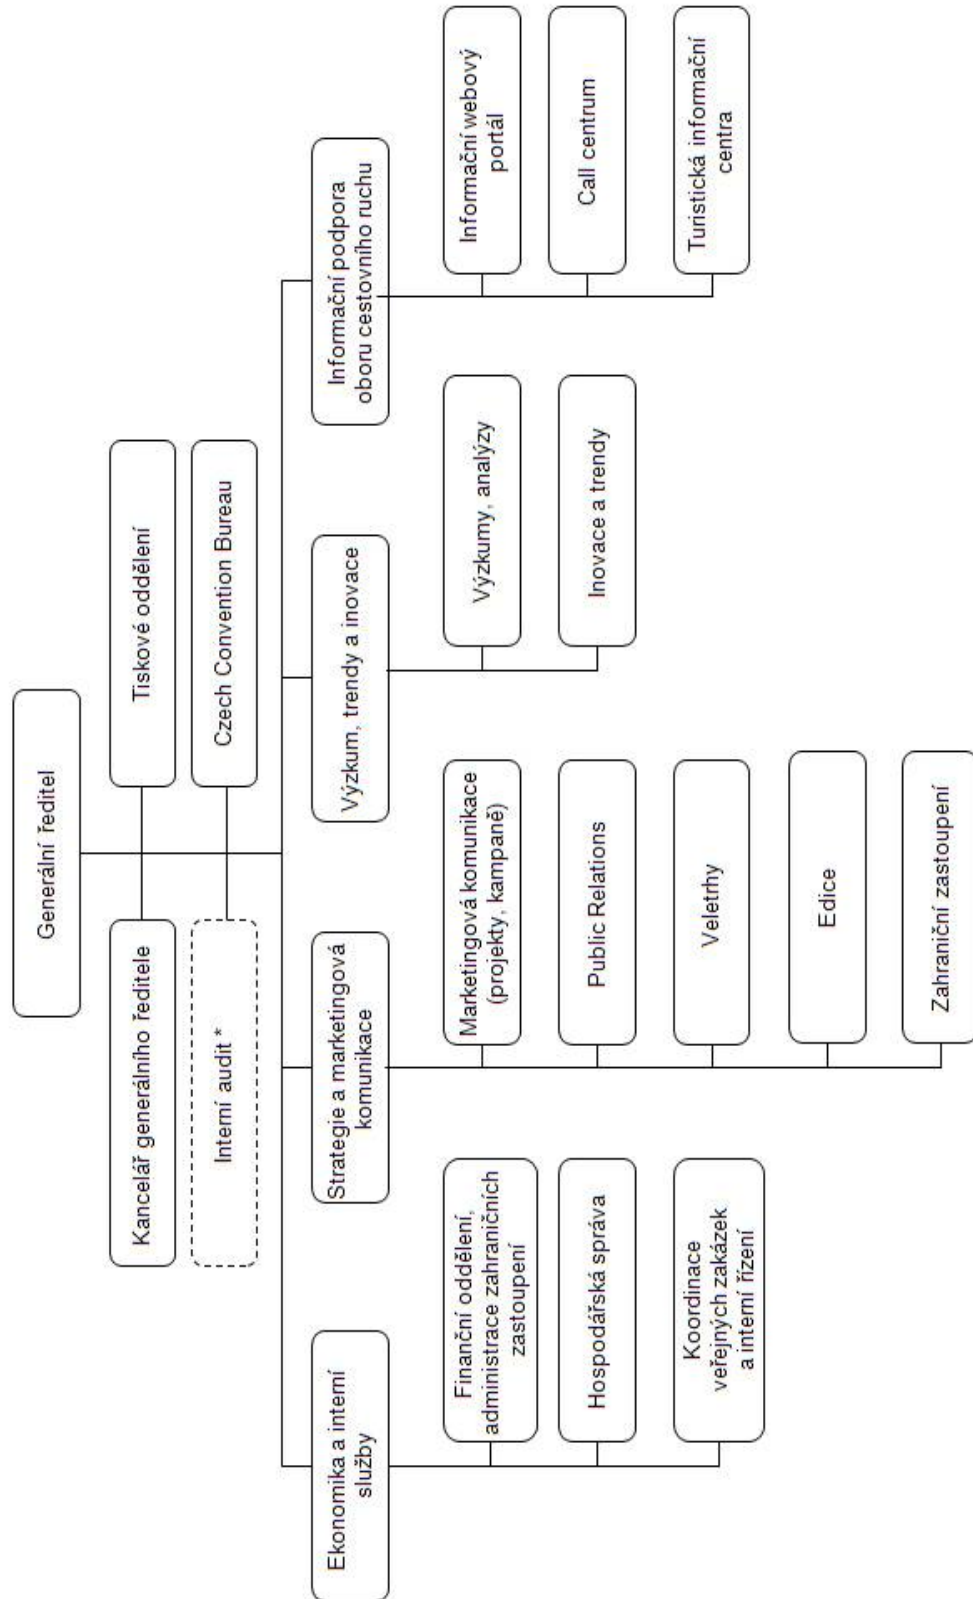 Generální ředitel
Kancelář generálního ředitele
Tiskové oddělení
Interní audit *
Czech Convention Bureau
Ekonomika a interní
služby
Strategie a marketingová
komunikace
Výzkum, trendy a inovace
Informační podpora
oboru cestovního ruchu
Finanční oddělení,
administrace zahraničních
zastoupení
Hospodářská správa
Koordinace
veřejných zakázek
a interní řízení
Marketingová komunikace
(projekty, kampaně)
Public Relations
Veletrhy
Edice
Zahraniční zastoupení
Výzkumy, analýzy
Inovace a trendy
Informační webový
portál
Call centrum
Turistická informační
centra